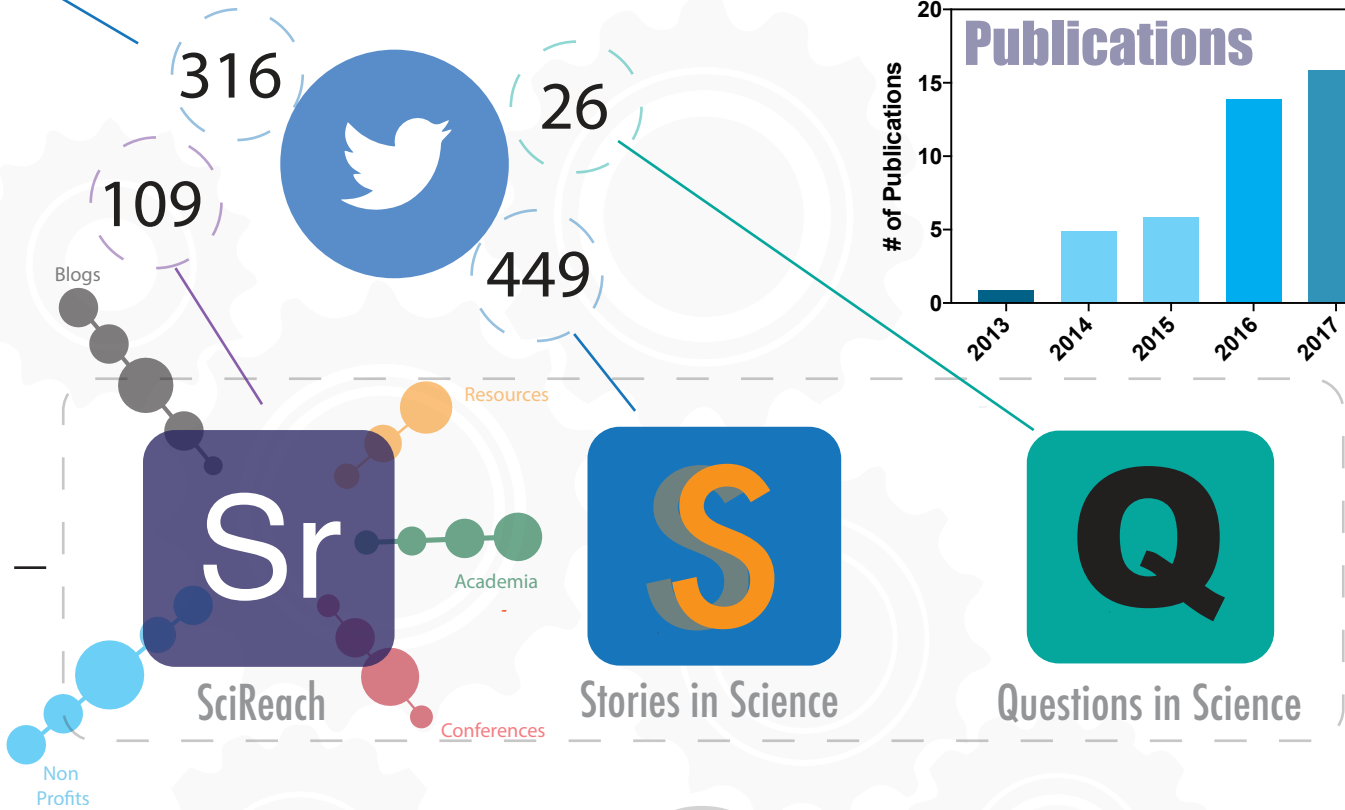 316
26
109
449
20
Publications
15
10
5
0
# of Publications
2013
2014
2015
2016
2017
Blogs
Resources
Academia
-
Conferences
Non
Profits
Sr
S
Q
SciReach
Stories in Science
Questions in Science